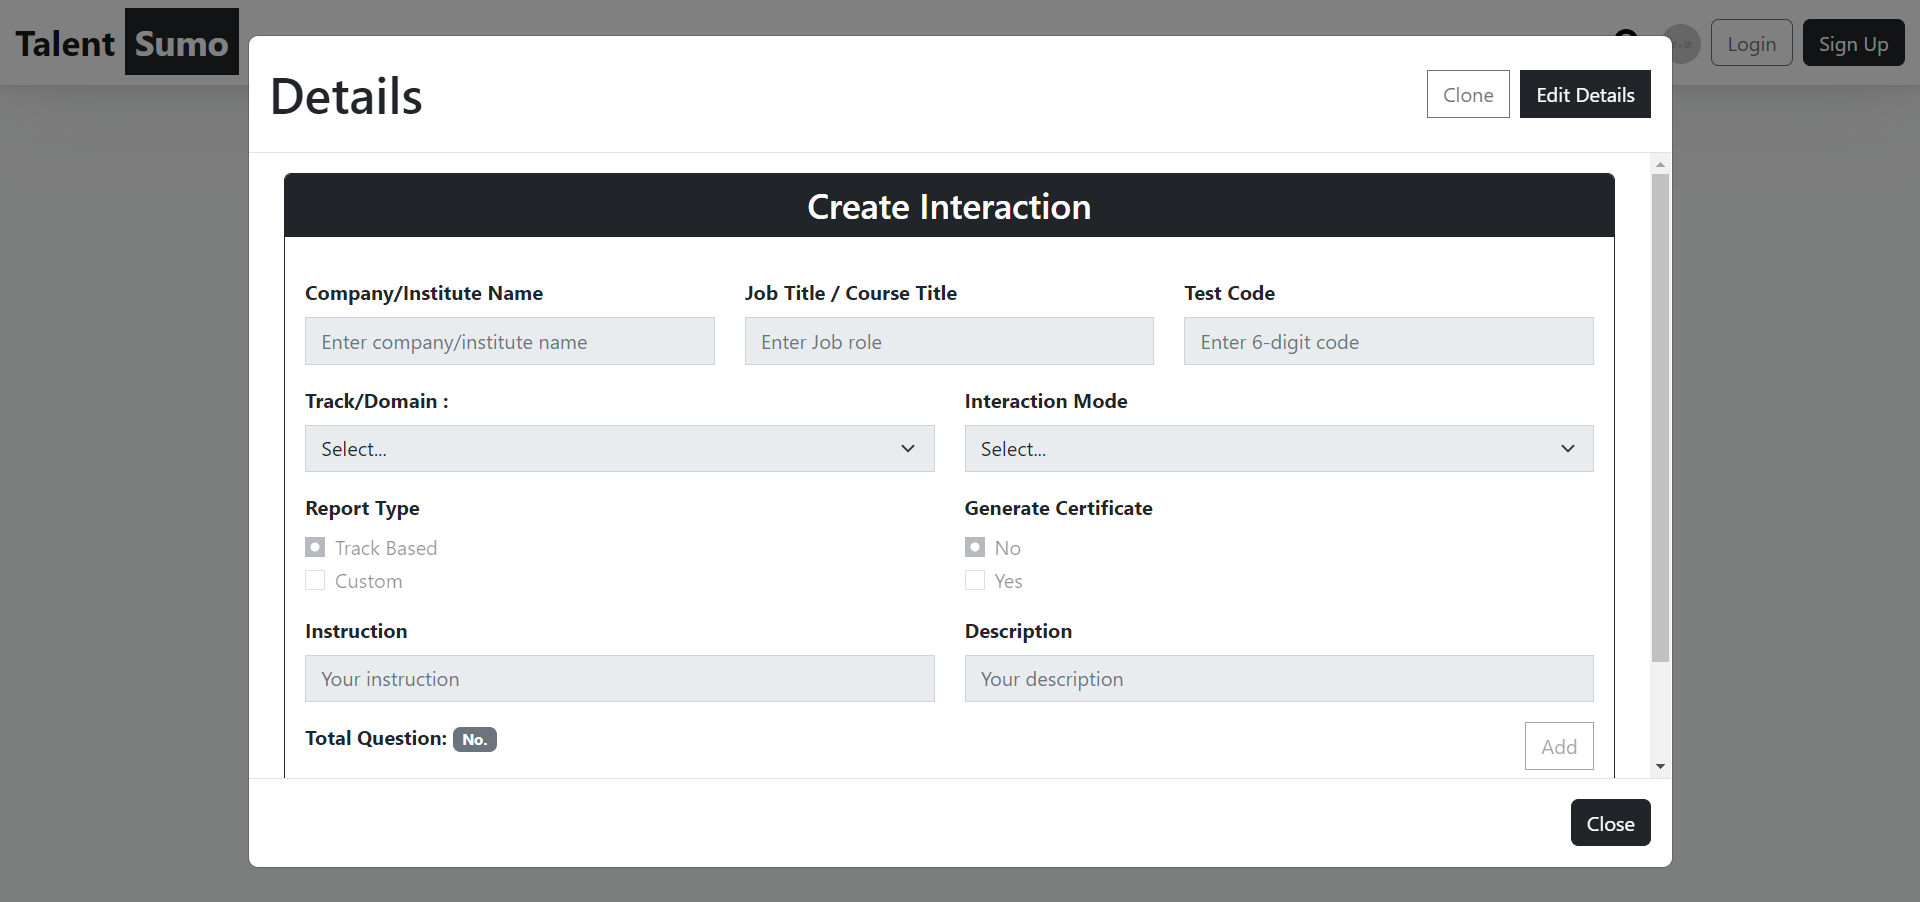 Talent Sumo
Login
Sign Up
Details
Clone
Edit Details
Create Interaction
Company/Institute Name
Job Title / Course Title
Test Code
Enter company/institute name
Enter Job role
Enter 6-digit code
Track/Domain :
Interaction Mode
Select...
Select...
Report Type
Generate Certificate
Track Based
No
Custom
Yes
Instruction
Description
Your instruction
Your description
Total Question: No.
Add
Close